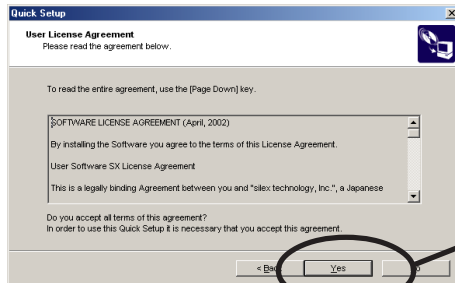 Quick Setup
User License Agreement
Please read the agreement below.
To read the entire agreement, use the [Page Down] key.
SOFTWARE LICENSE AGREEMENT (April, 2002)
By installing the Software you agree to the terms of this License Agreement.
User Software SX License Agreement
This is a legally binding Agreement between you and "silex technology, Inc.", a Japanese
Do you accept all terms of this agreement?
In order to use this Quick Setup it is necessary that you accept this agreement.
< Yes